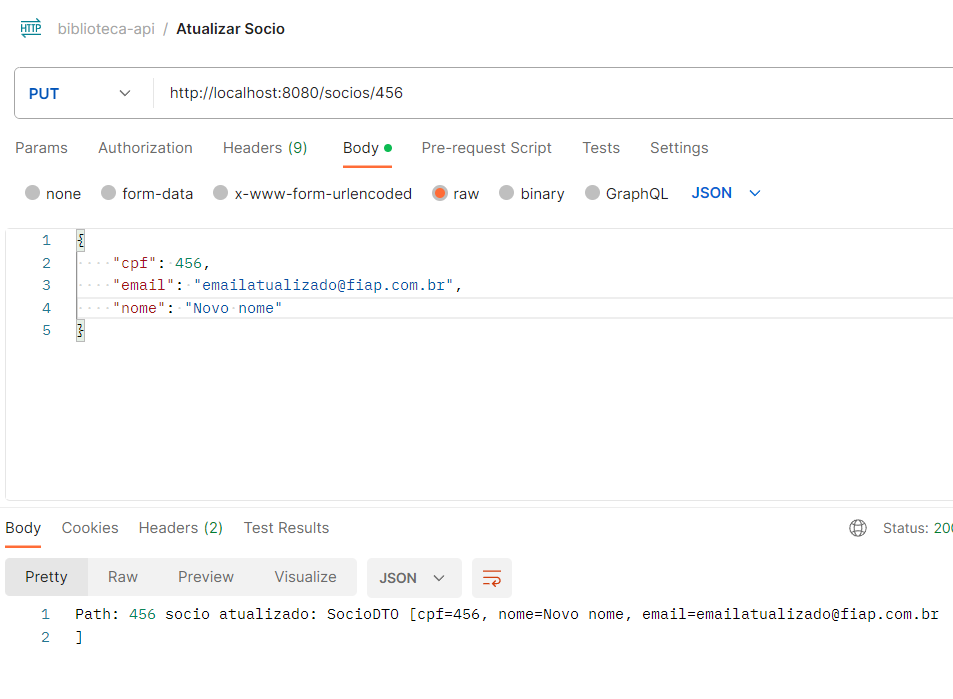 HTTP biblioteca-api / Atualizar Socio
PUT http://localhost:8080/socios/456
Params Authorization Headers (9) Body Pre-request Script Tests Settings
none form-data x-www-form-urlencoded raw binary GraphQL JSON
1 {
2 "cpf": 456,
3 "email": "emailatualizado@fiap.com.br",
4 "nome": "Novo nome"
5 }
Body Cookies Headers (2) Test Results Status: 200
Pretty Raw Preview Visualize JSON
1 Path: 456 socio atualizado: SocioDTO [cpf=456, nome=Novo nome, email=emailatualizado@fiap.com.br
2 ]